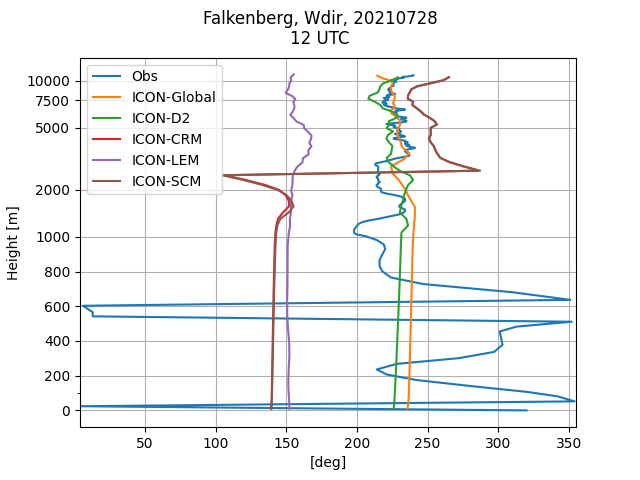 Falkenberg, Wdir, 20210728
12 UTC
Obs
ICON-Global
ICON-D2
ICON-CRM
ICON-LEM
ICON-SCM
10000
7500
5000
2000
1000
800
600
400
200
0
Height [m]
50 100 150 200 250 300 350
[deg]